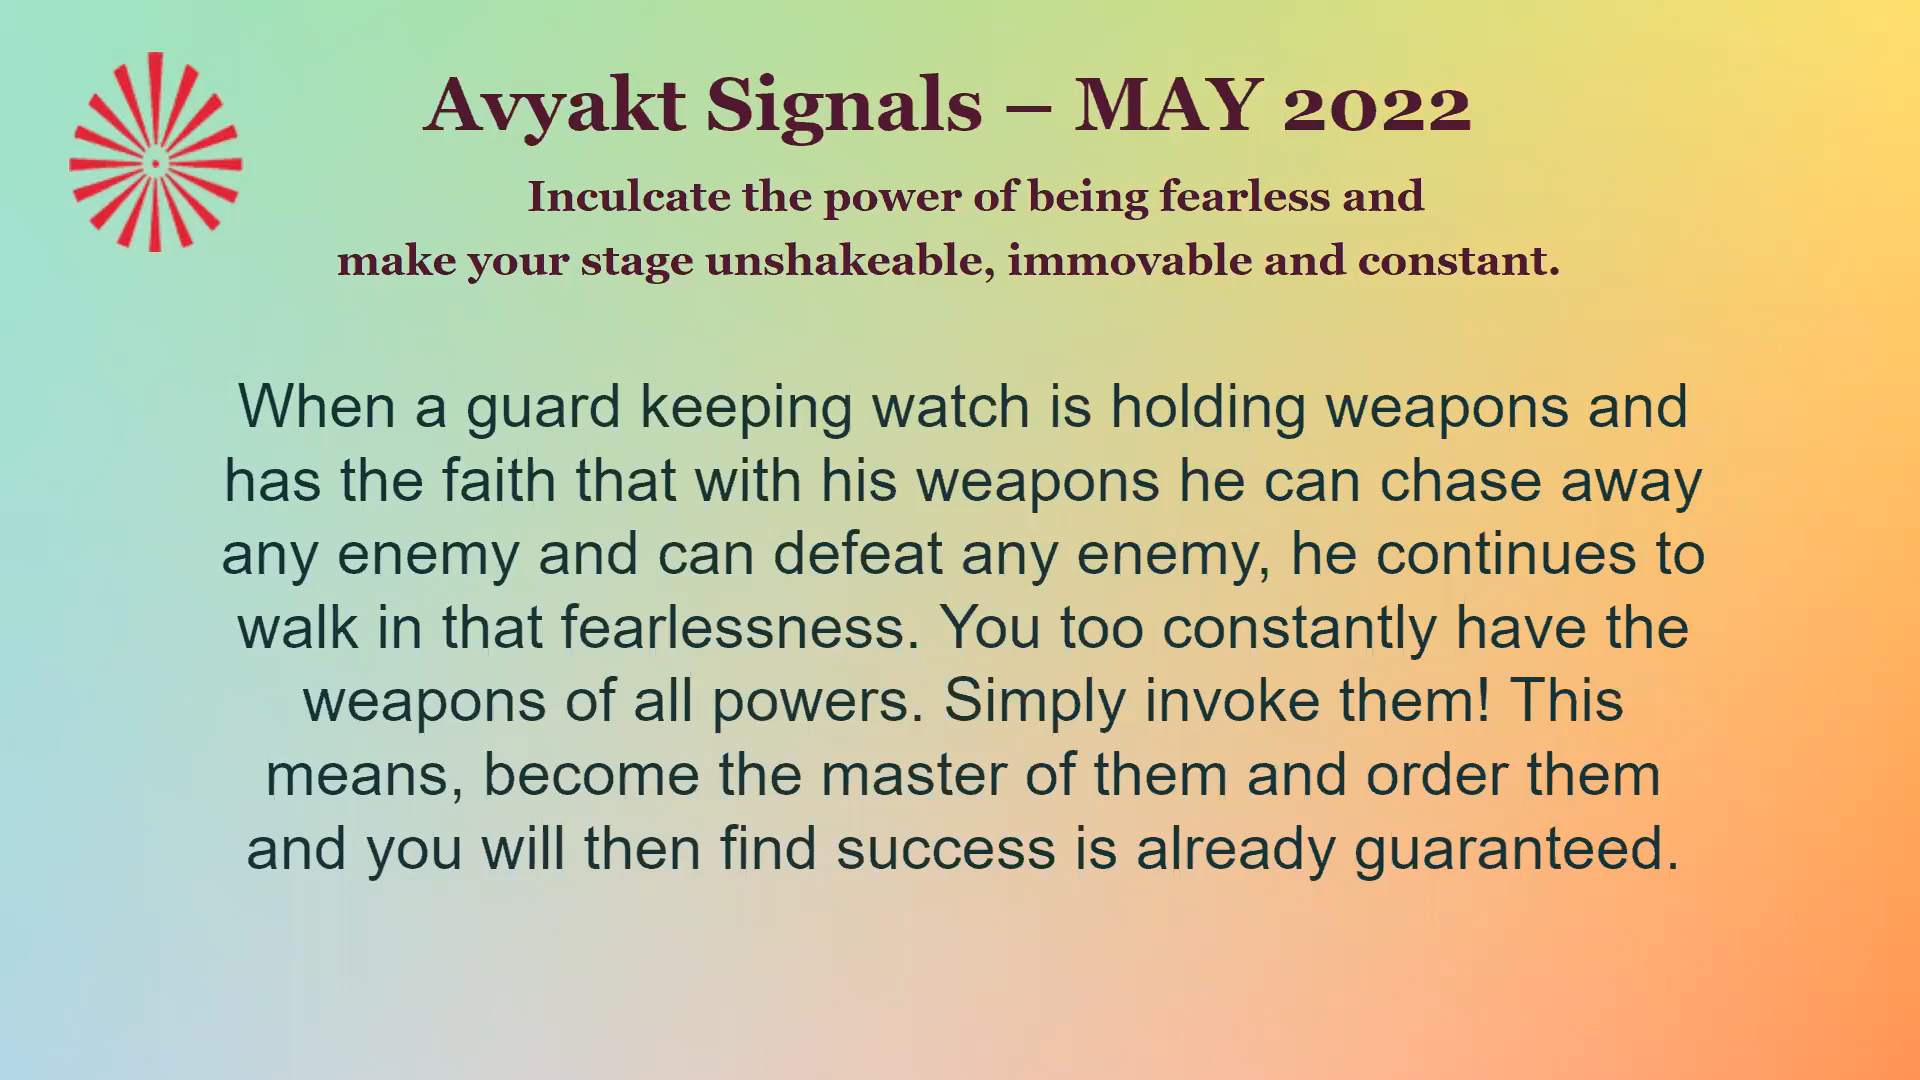 Avyakt Signals – MAY 2022
Inculcate the power of being fearless and
make your stage unshakeable, immovable and constant.
When a guard keeping watch is holding weapons and
has the faith that with his weapons he can chase away
any enemy and can defeat any enemy, he continues to
walk in that fearlessness. You too constantly have the
weapons of all powers. Simply invoke them! This
means, become the master of them and order them
and you will then find success is already guaranteed.